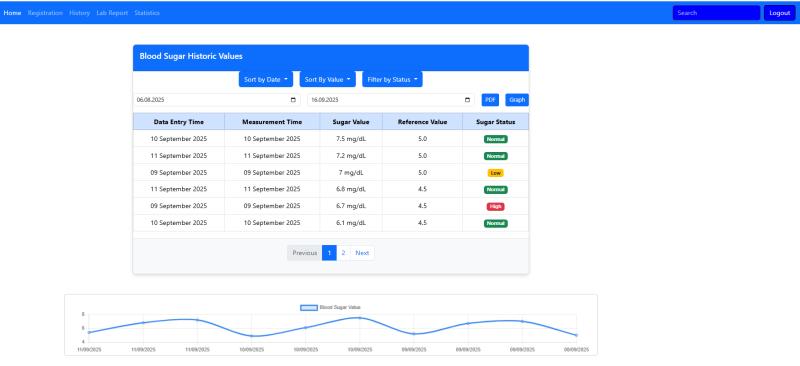 Home Registration History Lab Report Statistics Search Logout
Blood Sugar Historic Values
Sort by Date Sort By Value Filter by Status
06.08.2025 16.09.2025 PDF Graph
Data Entry Time Measurement Time Sugar Value Reference Value Sugar Status
10 September 2025 10 September 2025 7.5 mg/dL 5.0 Normal
11 September 2025 11 September 2025 7.2 mg/dL 5.0 Normal
09 September 2025 09 September 2025 7 mg/dL 5.0 Low
11 September 2025 11 September 2025 6.8 mg/dL 4.5 Normal
09 September 2025 09 September 2025 6.7 mg/dL 4.5 High
10 September 2025 10 September 2025 6.1 mg/dL 4.5 Normal
Previous 1 2 Next
Blood Sugar Value
8
6
4
11/09/2025 11/09/2025 11/09/2025 10/09/2025 10/09/2025 10/09/2025 09/09/2025 09/09/2025 09/09/2025 08/09/2025